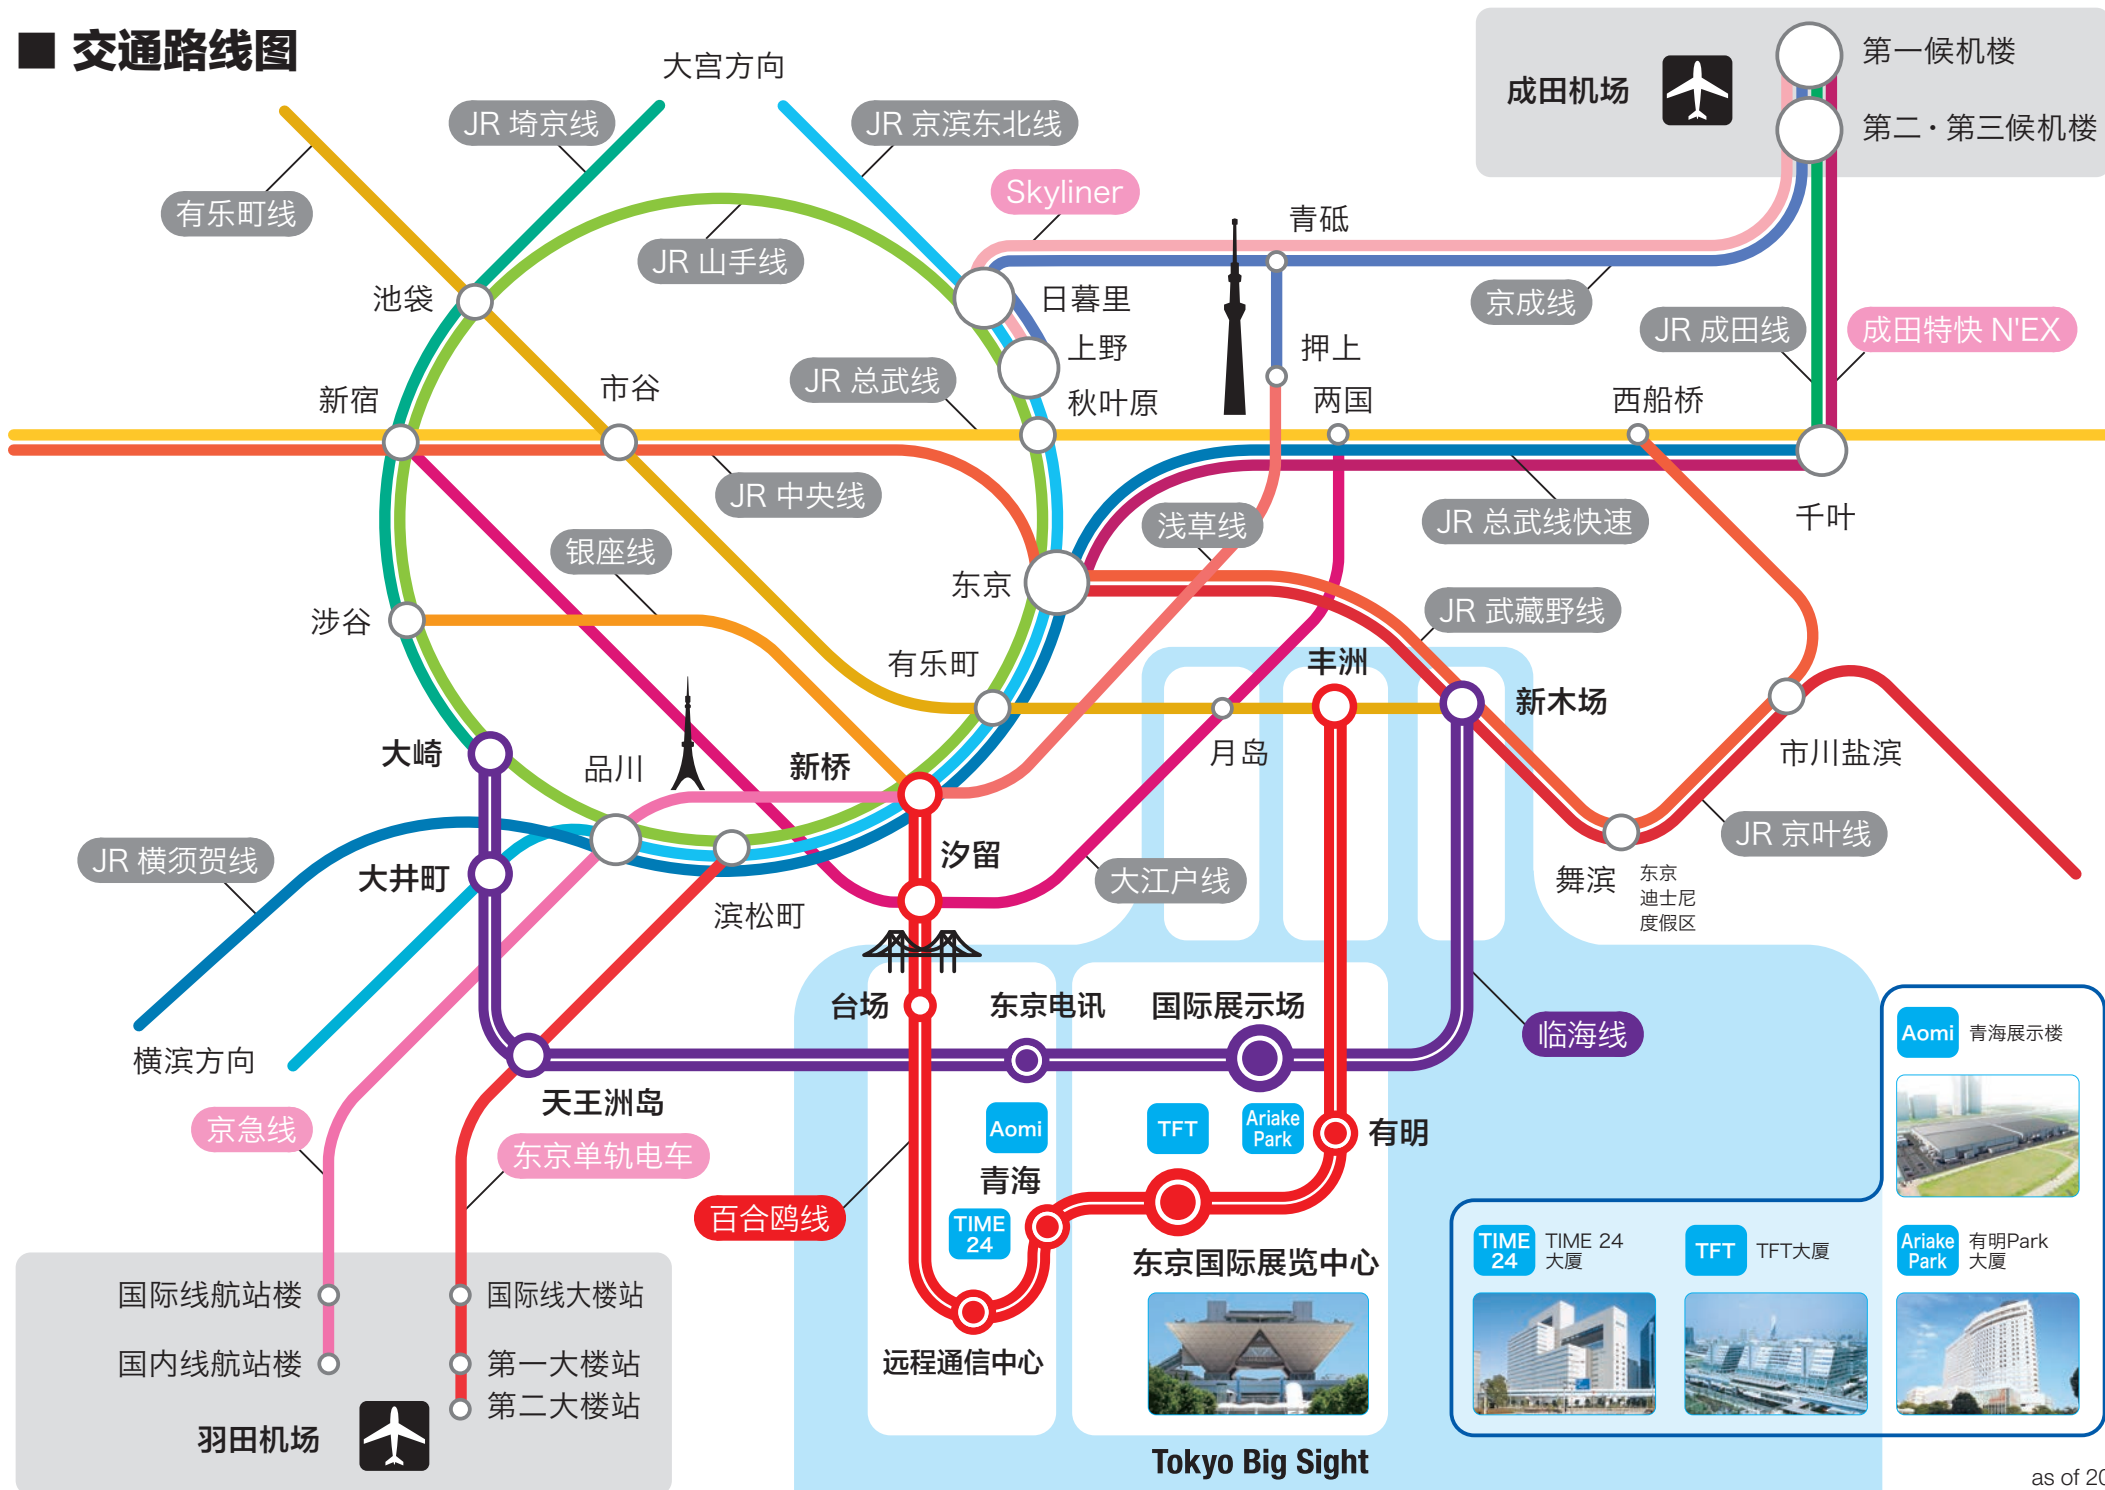 ■ 交通路线图
大宫方向
JR 埼京线
JR 京滨东北线
有乐町线
JR 山手线
Skyliner
成田机场
第一候机楼
第二・第三候机楼
青砥
京成线
JR 成田线
成田特快 N'EX
池袋
日暮里
上野
秋叶原
押上
两国
西船桥
新宿
市谷
JR 总武线
JR 中央线
银座线
浅草线
JR 总武线快速
千叶
涉谷
东京
JR 武藏野线
有乐町
丰洲
新木场
大崎
品川
新桥
月岛
市川盐滨
JR 横须贺线
大井町
滨松町
汐留
大江户线
舞滨
东京
迪士尼
度假区
JR 京叶线
台场
东京电讯
国际展示场
临海线
横滨方向
天王洲岛
京急线
东京单轨电车
百合鸥线
Aomi
青海
TIME
24
TFT
Ariake
Park
有明
东京国际展览中心
远程通信中心
Tokyo Big Sight
国际线航站楼
国内线航站楼
国际线大楼站
第一大楼站
第二大楼站
羽田机场
Aomi
青海展示楼
TIME
24
TIME 24
大厦
TFT
TFT大厦
Ariake
Park
有明Park
大厦
as of 20